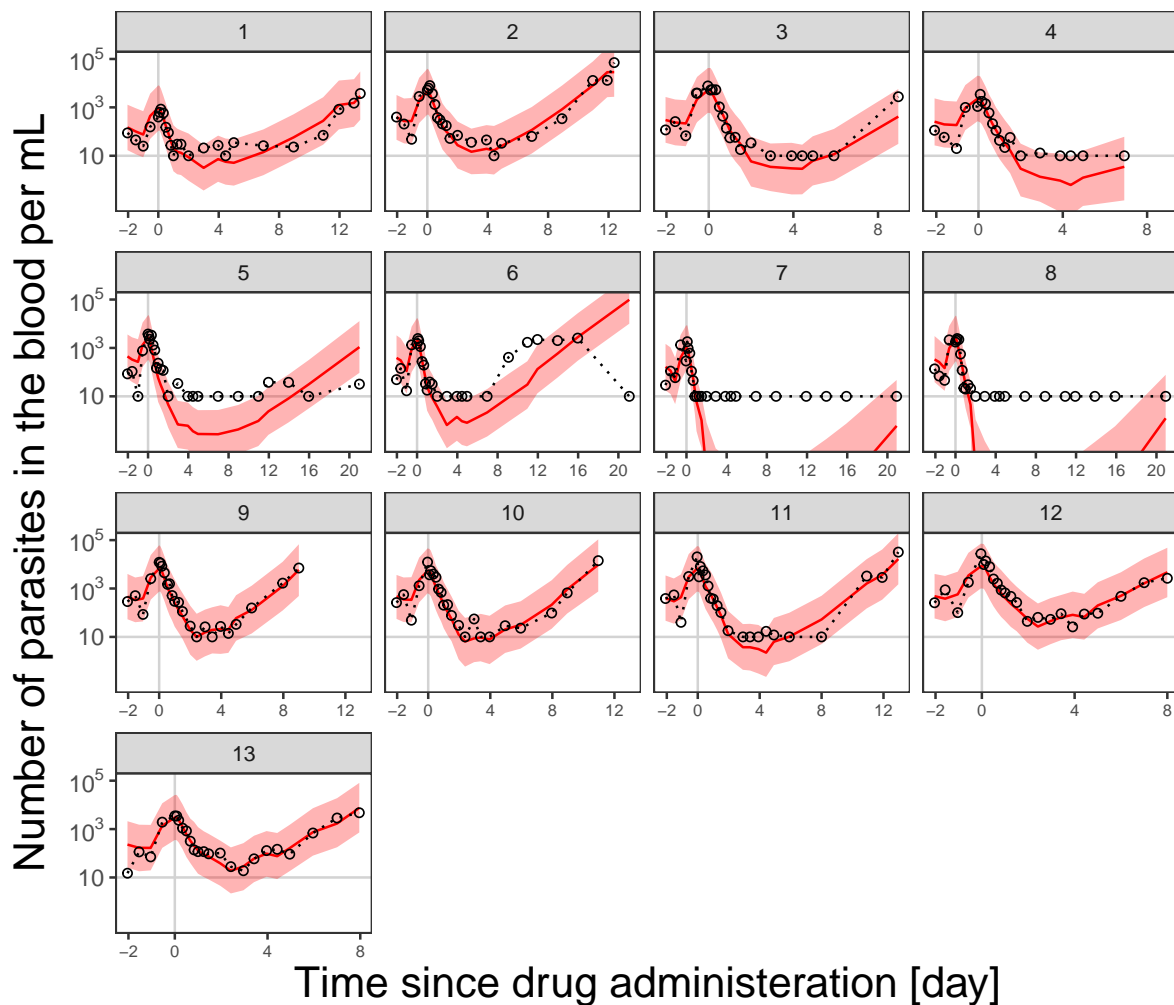 Number of parasites in the blood per mL
1 2 3 4
10^5
10^3
10
−2 0 4 8 12 −2 0 4 8 12 −2 0 4 8 −2 0 4 8
5 6 7 8
10^5
10^3
10
−2 0 4 8 12 16 20 −2 0 4 8 12 16 20 −2 0 4 8 12 16 20 −2 0 4 8 12 16 20
9 10 11 12
10^5
10^3
10
−2 0 4 8 12 −2 0 4 8 12 −2 0 4 8 12 −2 0 4 8
13
10^5
10^3
10
−2 0 4 8
Time since drug administeration [day]